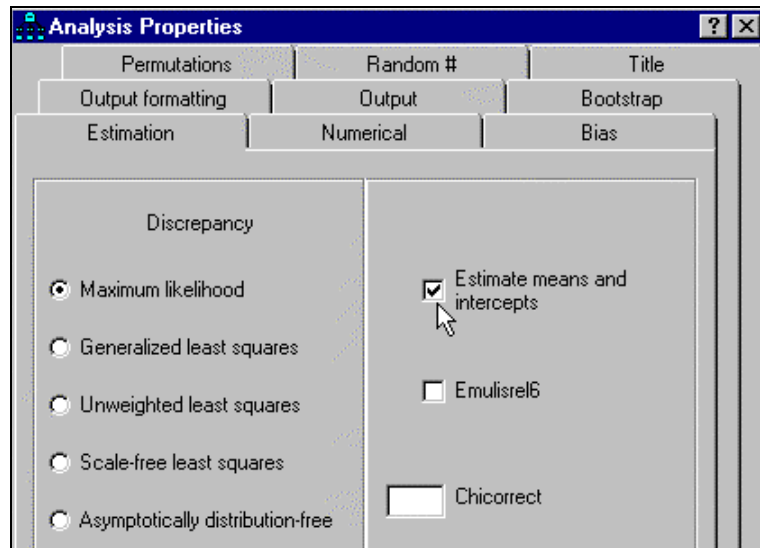 Analysis Properties
Permutations
Random #
Title
Output formatting
Output
Bootstrap
Estimation
Numerical
Bias
Discrepancy
Maximum likelihood
Generalized least squares
Unweighted least squares
Scale-free least squares
Asymptotically distribution-free
Estimate means and
intercepts
Emulisrel6
Chicorrect